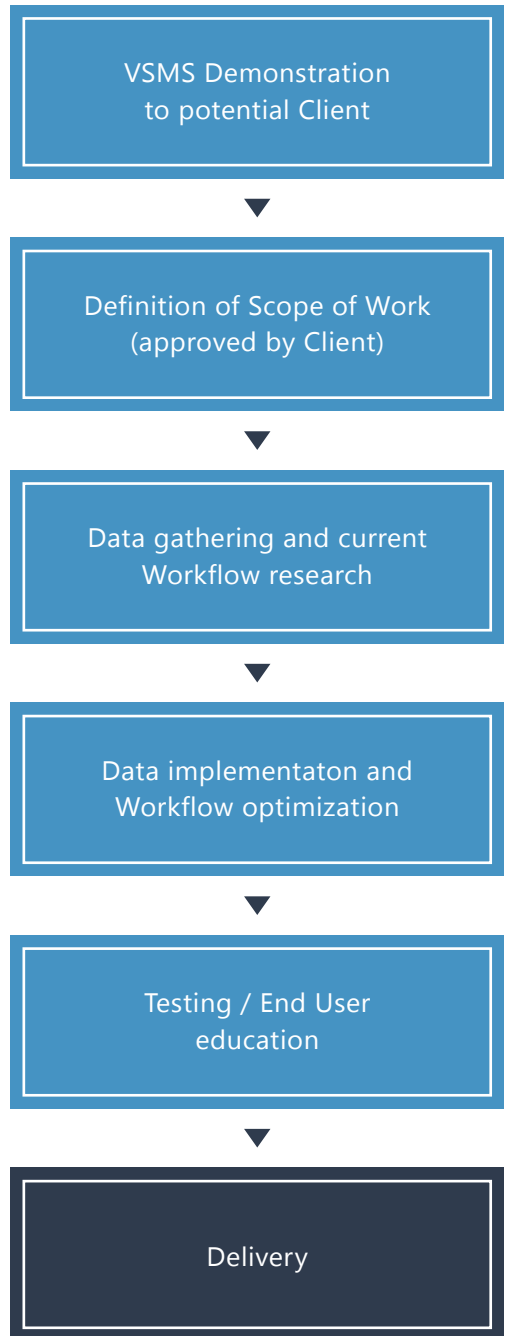 VSMS Demonstration
to potential Client
Definition of Scope of Work
(approved by Client)
Data gathering and current
Workflow research
Data implementaton and
Workflow optimization
Testing / End User
education
Delivery